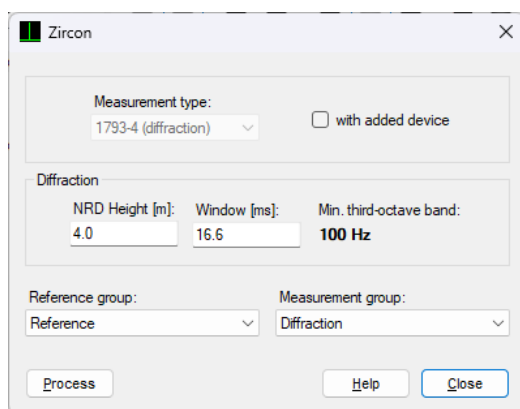 Zircon
Measurement type:
1793-4 (diffraction)
with added device
Diffraction
NRD Height [m]: Window [ms]: Min. third-octave band:
4.0 16.6 100 Hz
Reference group: Measurement group:
Reference Diffraction
Process Help Close